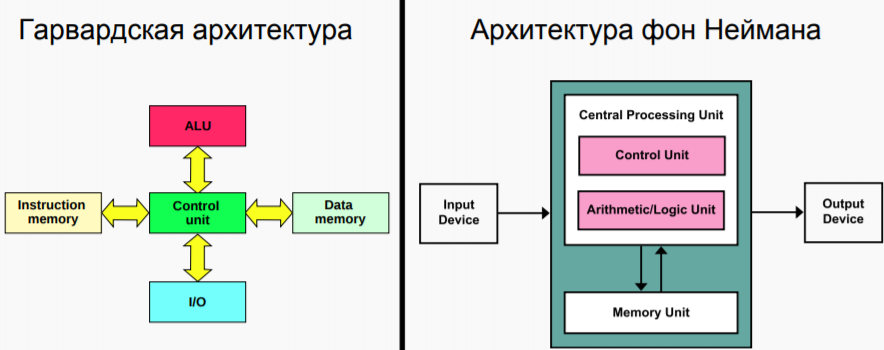 Гарвардская архитектура
ALU
Instruction
memory
Control
unit
Data
memory
I/O
Архитектура фон Неймана
Central Processing Unit
Control Unit
Arithmetic/Logic Unit
Input
Device
Output
Device
Memory Unit